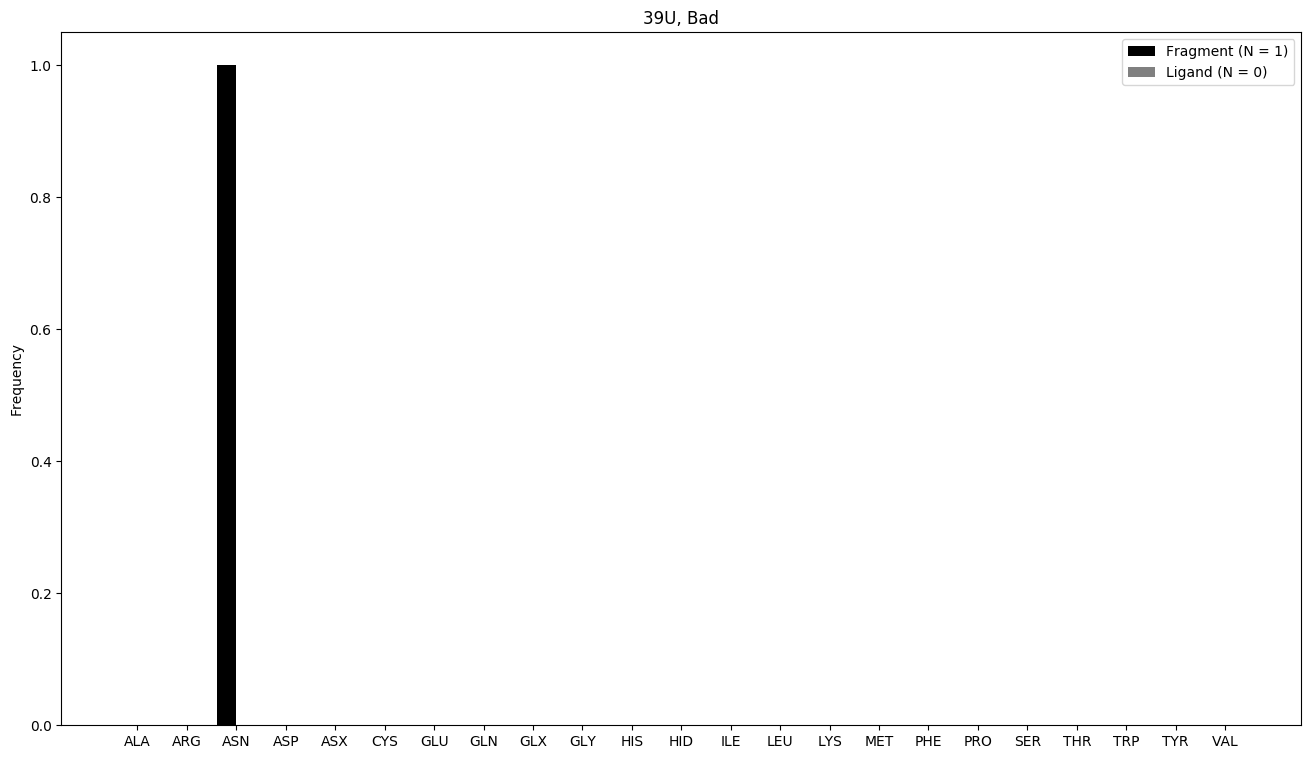 39U, Bad
Fragment (N = 1)
Ligand (N = 0)
Frequency
1.0
0.8
0.6
0.4
0.2
0.0
ALA ARG ASN ASP ASX CYS GLU GLN GLX GLY HIS HID ILE LEU LYS MET PHE PRO SER THR TRP TYR VAL